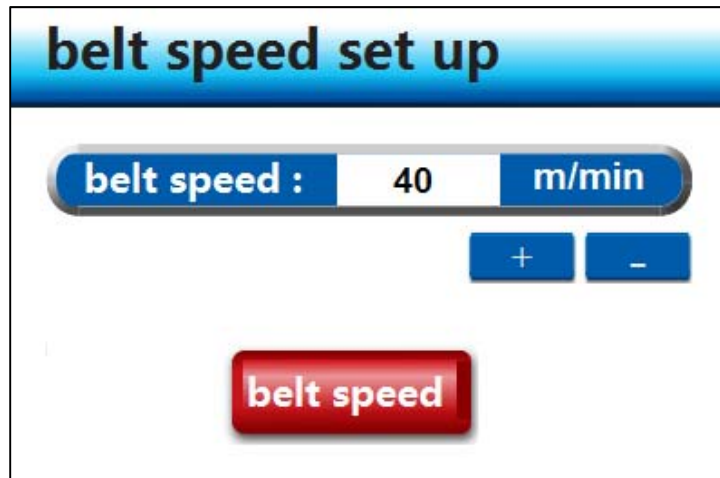 belt speed set up
belt speed : 40 m/min
+ -
belt speed